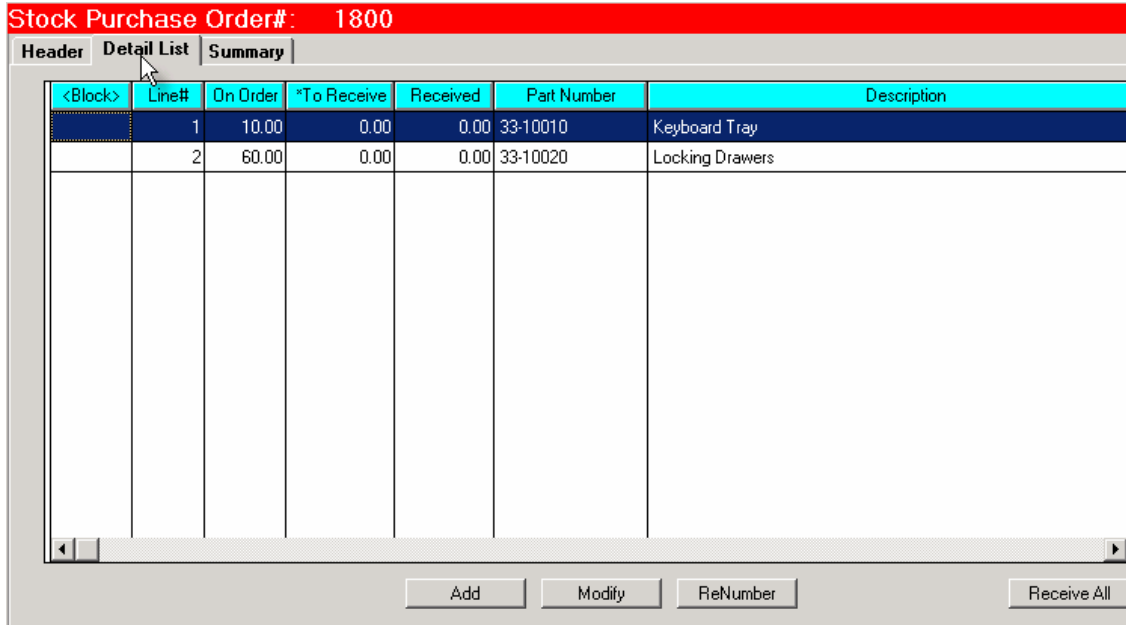 Stock Purchase Order#: 1800
Header Detail List Summary
<Block> Line# On Order *To Receive Received Part Number Description
1 10.00 0.00 0.00 33-10010 Keyboard Tray
2 60.00 0.00 0.00 33-10020 Locking Drawers
Add Modify ReNumber Receive All